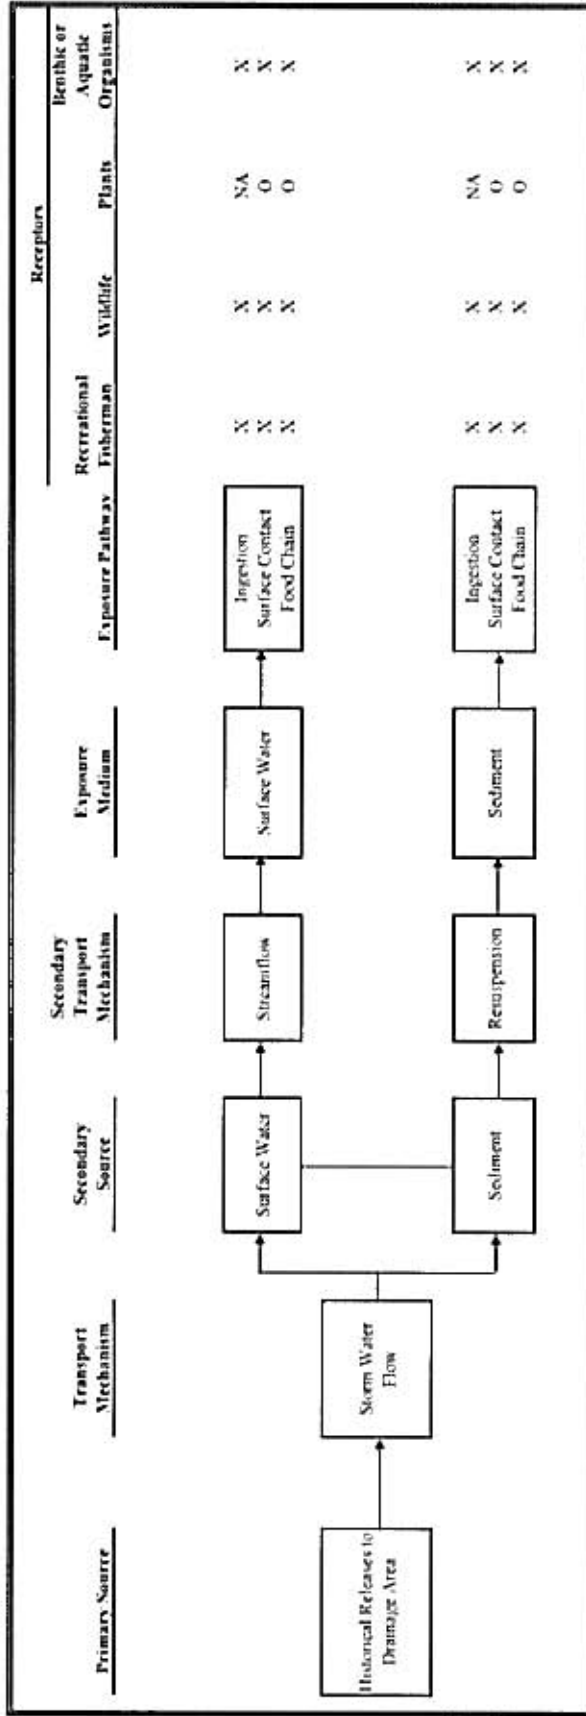 Receptors
Primary Source
Transport
Mechanism
Secondary
Source
Secondary
Transport
Mechanism
Exposure
Medium
Exposure Pathway
Recreational
Fisherman
Wildlife
Plants
Benthic or
Aquatic
Organisms
Historical Releases to
Drainage Area
Storm Water
Flow
Surface Water
Streamflow
Surface Water
Ingestion X X NA X
Surface Contact X X O X
Food Chain X X O X
Sediment
Resuspension
Sediment
Ingestion X X NA X
Surface Contact X X O X
Food Chain X X O X